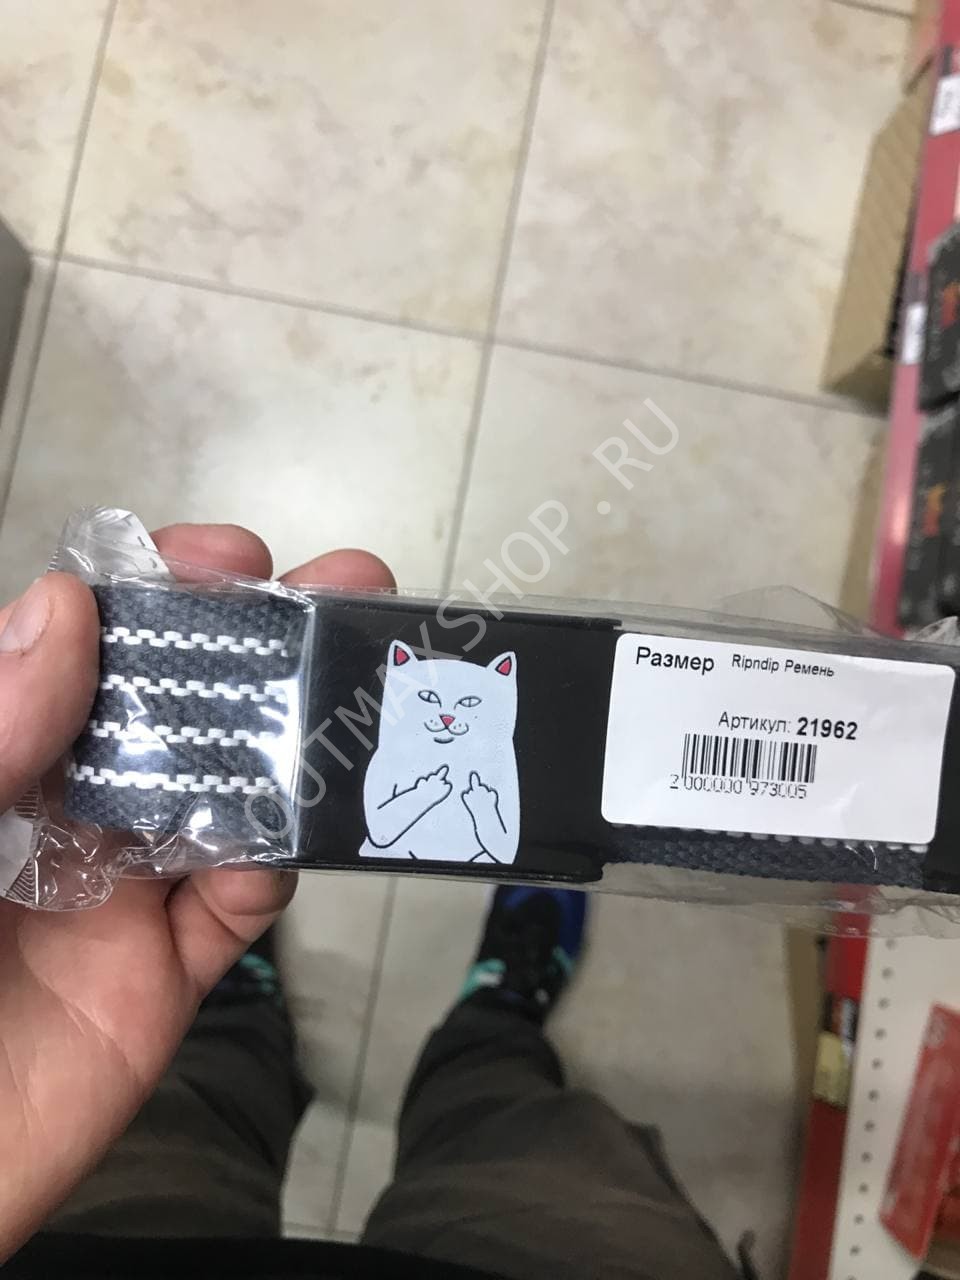 OUTMAXSHOP.RU
Размер Ripndip Ремень
Артикул: 21962
2 000000 973005